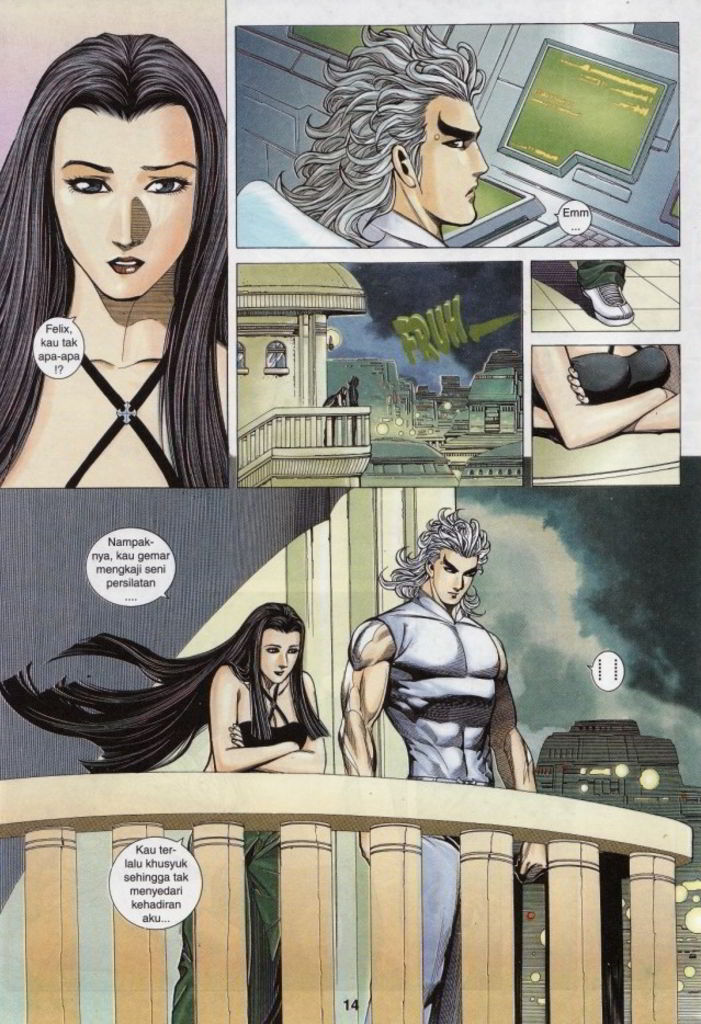 Felix,
kau tak
apa-apa
!?
Emm
...
FRUH
Nampak-
nya, kau gemar
mengkaji seni
persilatan
....
!!
Kau ter-
lalu khusyuk
sehingga tak
menyedari
kehadiran
aku...
14